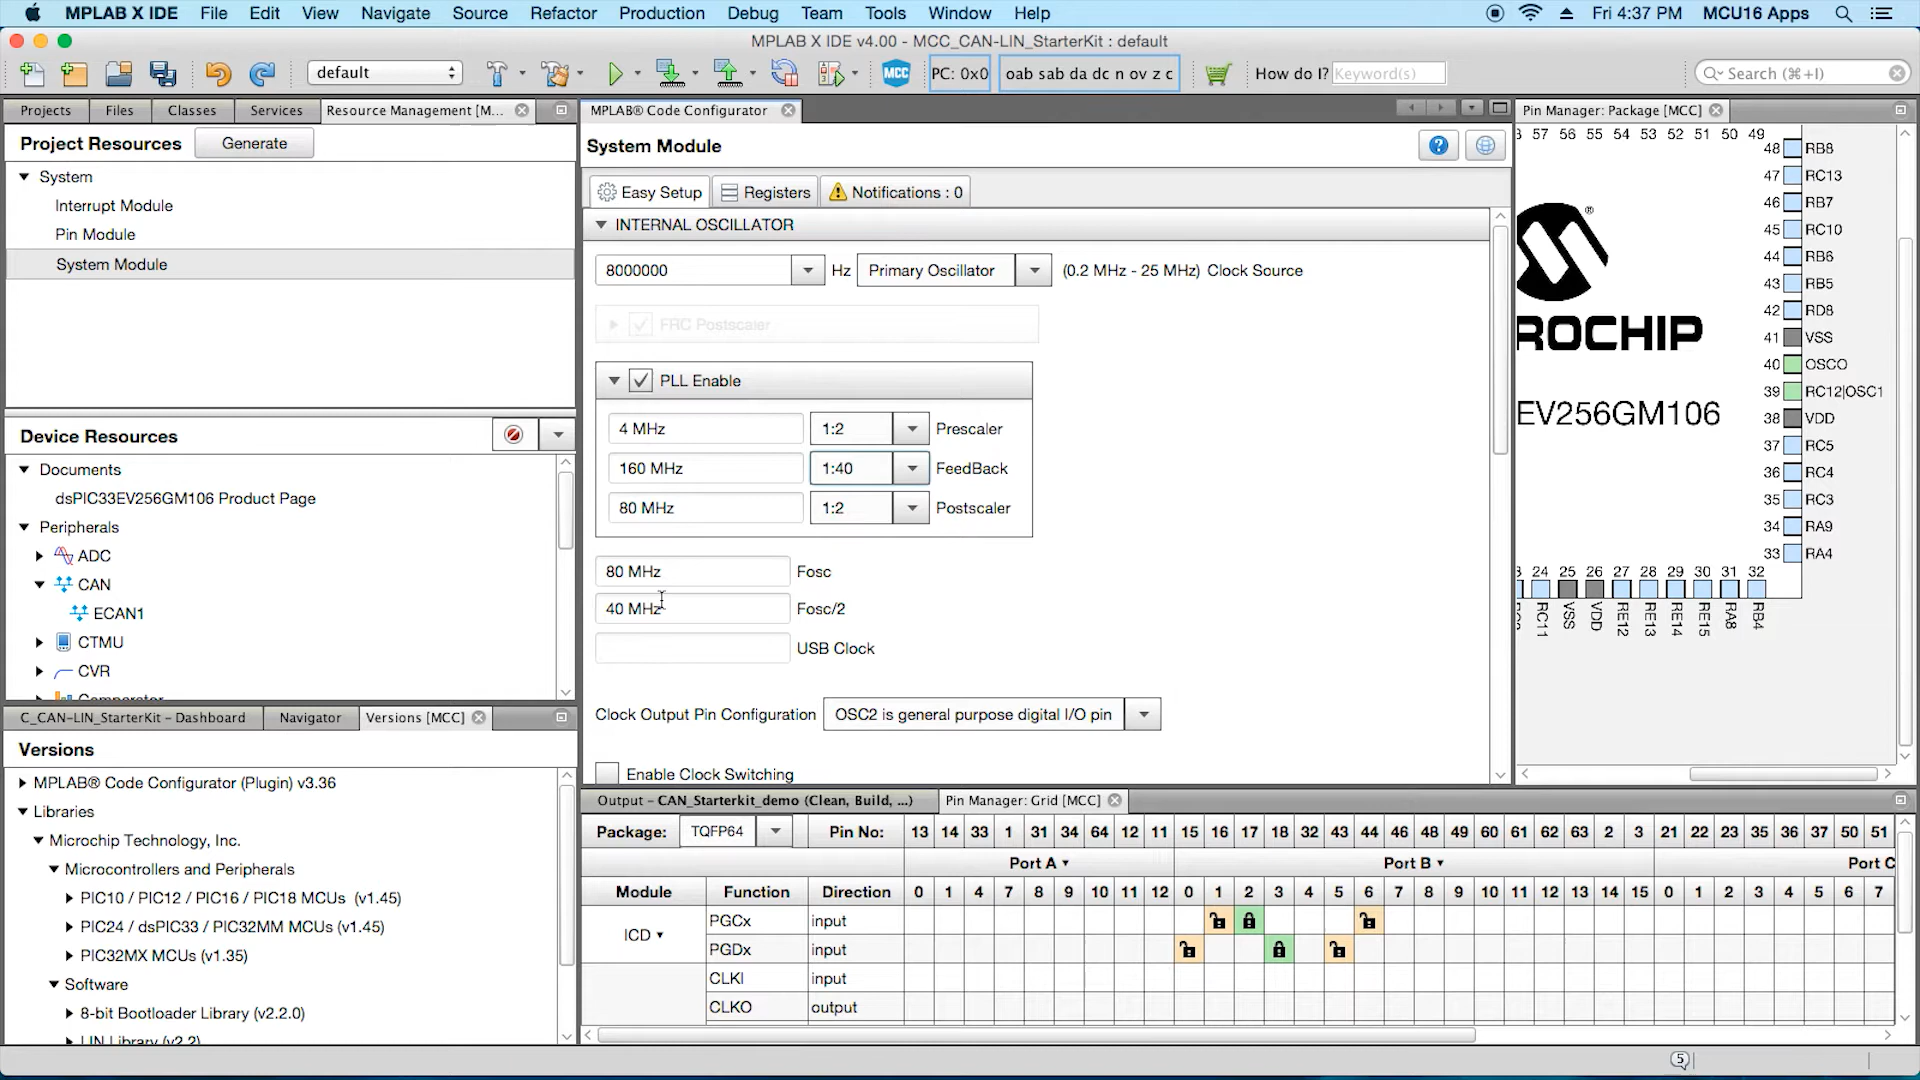 MPLAB X IDE File Edit View Navigate Source Refactor Production Debug Team Tools Window Help Fri 4:37 PM MCU16 Apps
MPLAB X IDE v4.00 - MCC_CAN-LIN_StarterKit : default
default MCC PC: 0x0 oab sab da dc n ov z c How do I? Keyword(s) Search (⌘+I)
Projects Files Classes Services Resource Management [M...
Project Resources Generate
System
Interrupt Module
Pin Module
System Module
Device Resources
Documents
dsPIC33EV256GM106 Product Page
Peripherals
ADC
CAN
ECAN1
CTMU
CVR
Comparator
C_CAN-LIN_StarterKit - Dashboard Navigator Versions [MCC]
Versions
MPLAB® Code Configurator (Plugin) v3.36
Libraries
Microchip Technology, Inc.
Microcontrollers and Peripherals
PIC10 / PIC12 / PIC16 / PIC18 MCUs (v1.45)
PIC24 / dsPIC33 / PIC32MM MCUs (v1.45)
PIC32MX MCUs (v1.35)
Software
8-bit Bootloader Library (v2.2.0)
LIN Library (v2.2)
MPLAB® Code Configurator
System Module
Easy Setup Registers Notifications : 0
INTERNAL OSCILLATOR
8000000 Hz Primary Oscillator (0.2 MHz - 25 MHz) Clock Source
FRC Postscaler
PLL Enable
4 MHz 1:2 Prescaler
160 MHz 1:40 FeedBack
80 MHz 1:2 Postscaler
80 MHz Fosc
40 MHz Fosc/2
USB Clock
Clock Output Pin Configuration OSC2 is general purpose digital I/O pin
Enable Clock Switching
Pin Manager: Package [MCC]
57 56 55 54 53 52 51 50 49
48 RB8
47 RC13
46 RB7
45 RC10
44 RB6
43 RB5
42 RD8
41 VSS
40 OSCO
39 RC12|OSC1
38 VDD
37 RC5
36 RC4
35 RC3
34 RA9
33 RA4
ROCHIP
®
EV256GM106
24 25 26 27 28 29 30 31 32
RC11 VSS VDD RE12 RE13 RE14 RE15 RA8 RB4
Output - CAN_Starterkit_demo (Clean, Build, ...) Pin Manager: Grid [MCC]
Package: TQFP64 Pin No: 13 14 33 1 31 34 64 12 11 15 16 17 18 32 43 44 46 48 49 60 61 62 63 2 3 21 22 23 35 36 37 50 51
Port A Port B Port C
Module Function Direction 0 1 4 7 8 9 10 11 12 0 1 2 3 4 5 6 7 8 9 10 11 12 13 14 15 0 1 2 3 4 5 6 7
ICD
PGCx input
PGDx input
CLKI input
CLKO output
5